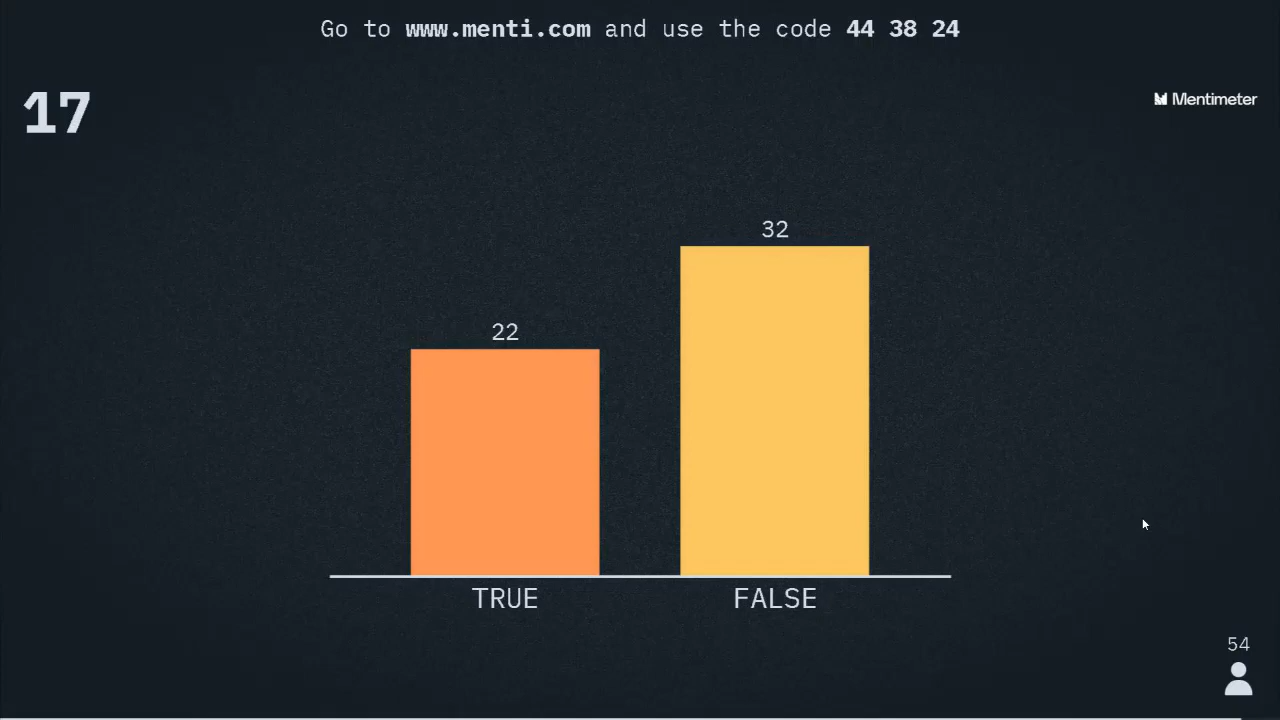 Go to www.menti.com and use the code 44 38 24
17
Mentimeter
32
22
TRUE
FALSE
54